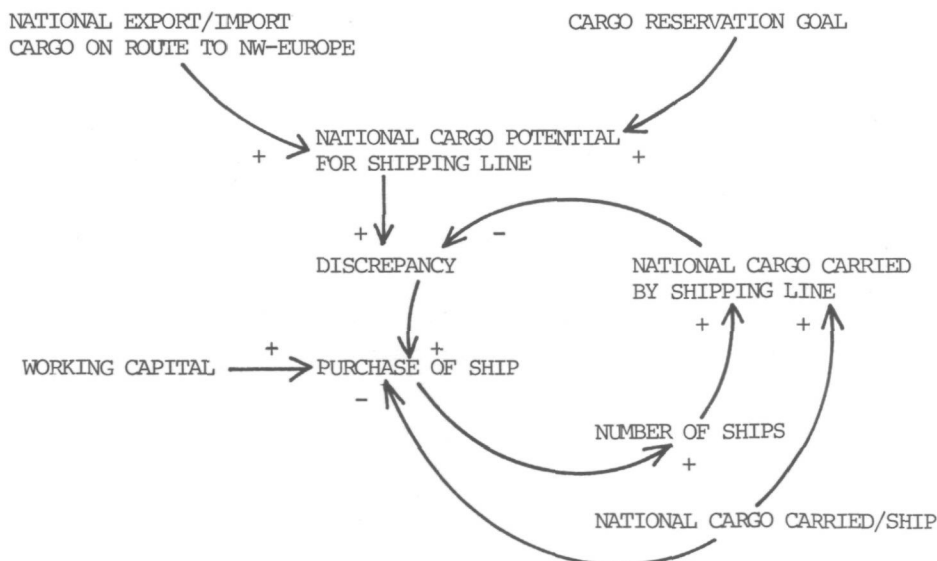 NATIONAL EXPORT/IMPORT
CARGO ON ROUTE TO NW-EUROPE
CARGO RESERVATION GOAL
NATIONAL CARGO POTENTIAL
FOR SHIPPING LINE
+
+
+
-
DISCREPANCY
NATIONAL CARGO CARRIED
BY SHIPPING LINE
+
+
+
+
WORKING CAPITAL
PURCHASE OF SHIP
-
NUMBER OF SHIPS
+
NATIONAL CARGO CARRIED/SHIP